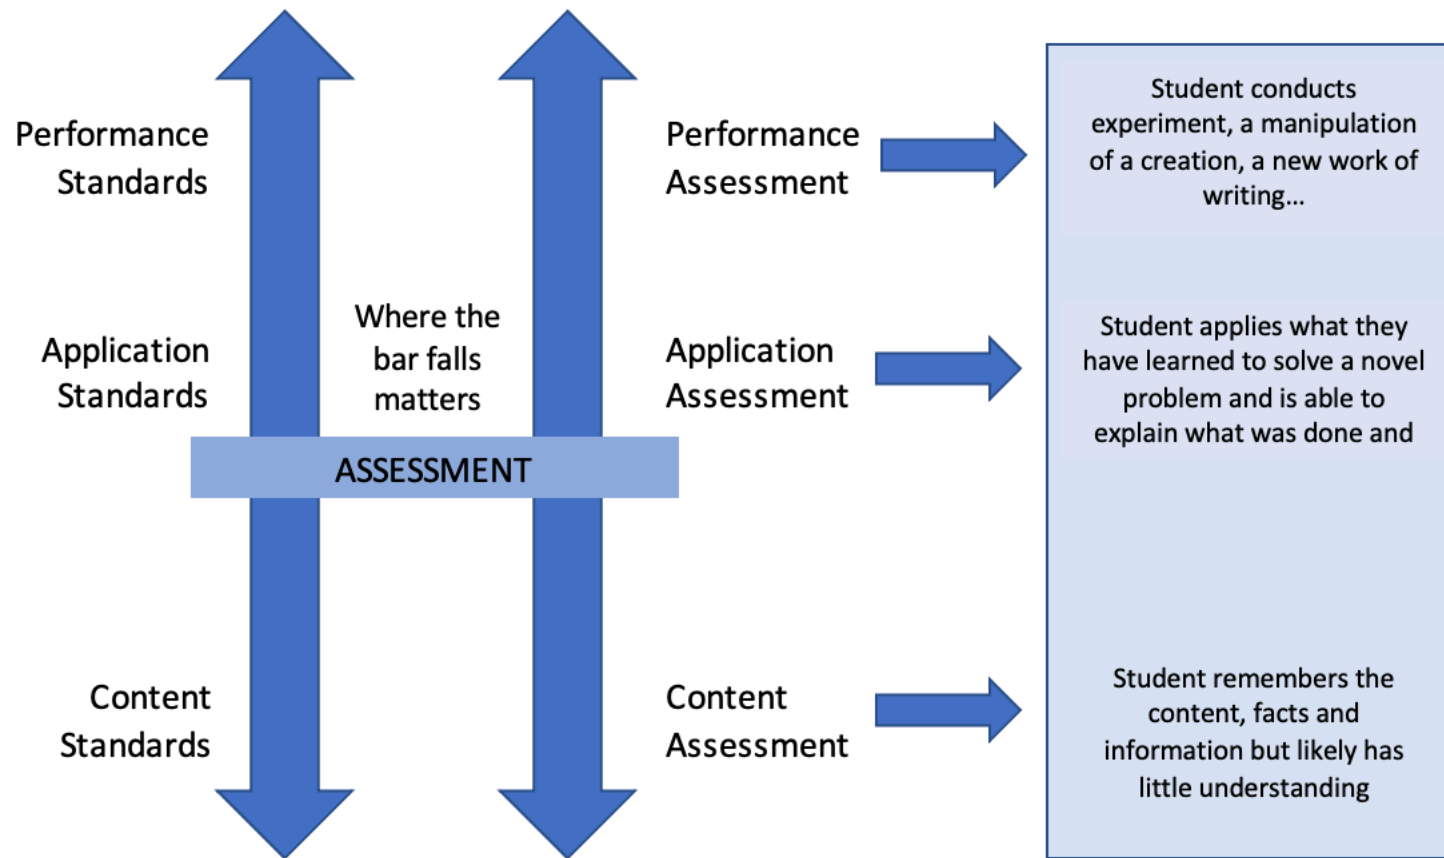 Performance
Standards
Application
Standards
Content
Standards
Where the
bar falls
matters
ASSESSMENT
Performance
Assessment
Application
Assessment
Content
Assessment
Student conducts
experiment, a manipulation
of a creation, a new work of
writing...
Student applies what they
have learned to solve a novel
problem and is able to
explain what was done and
Student remembers the
content, facts and
information but likely has
little understanding